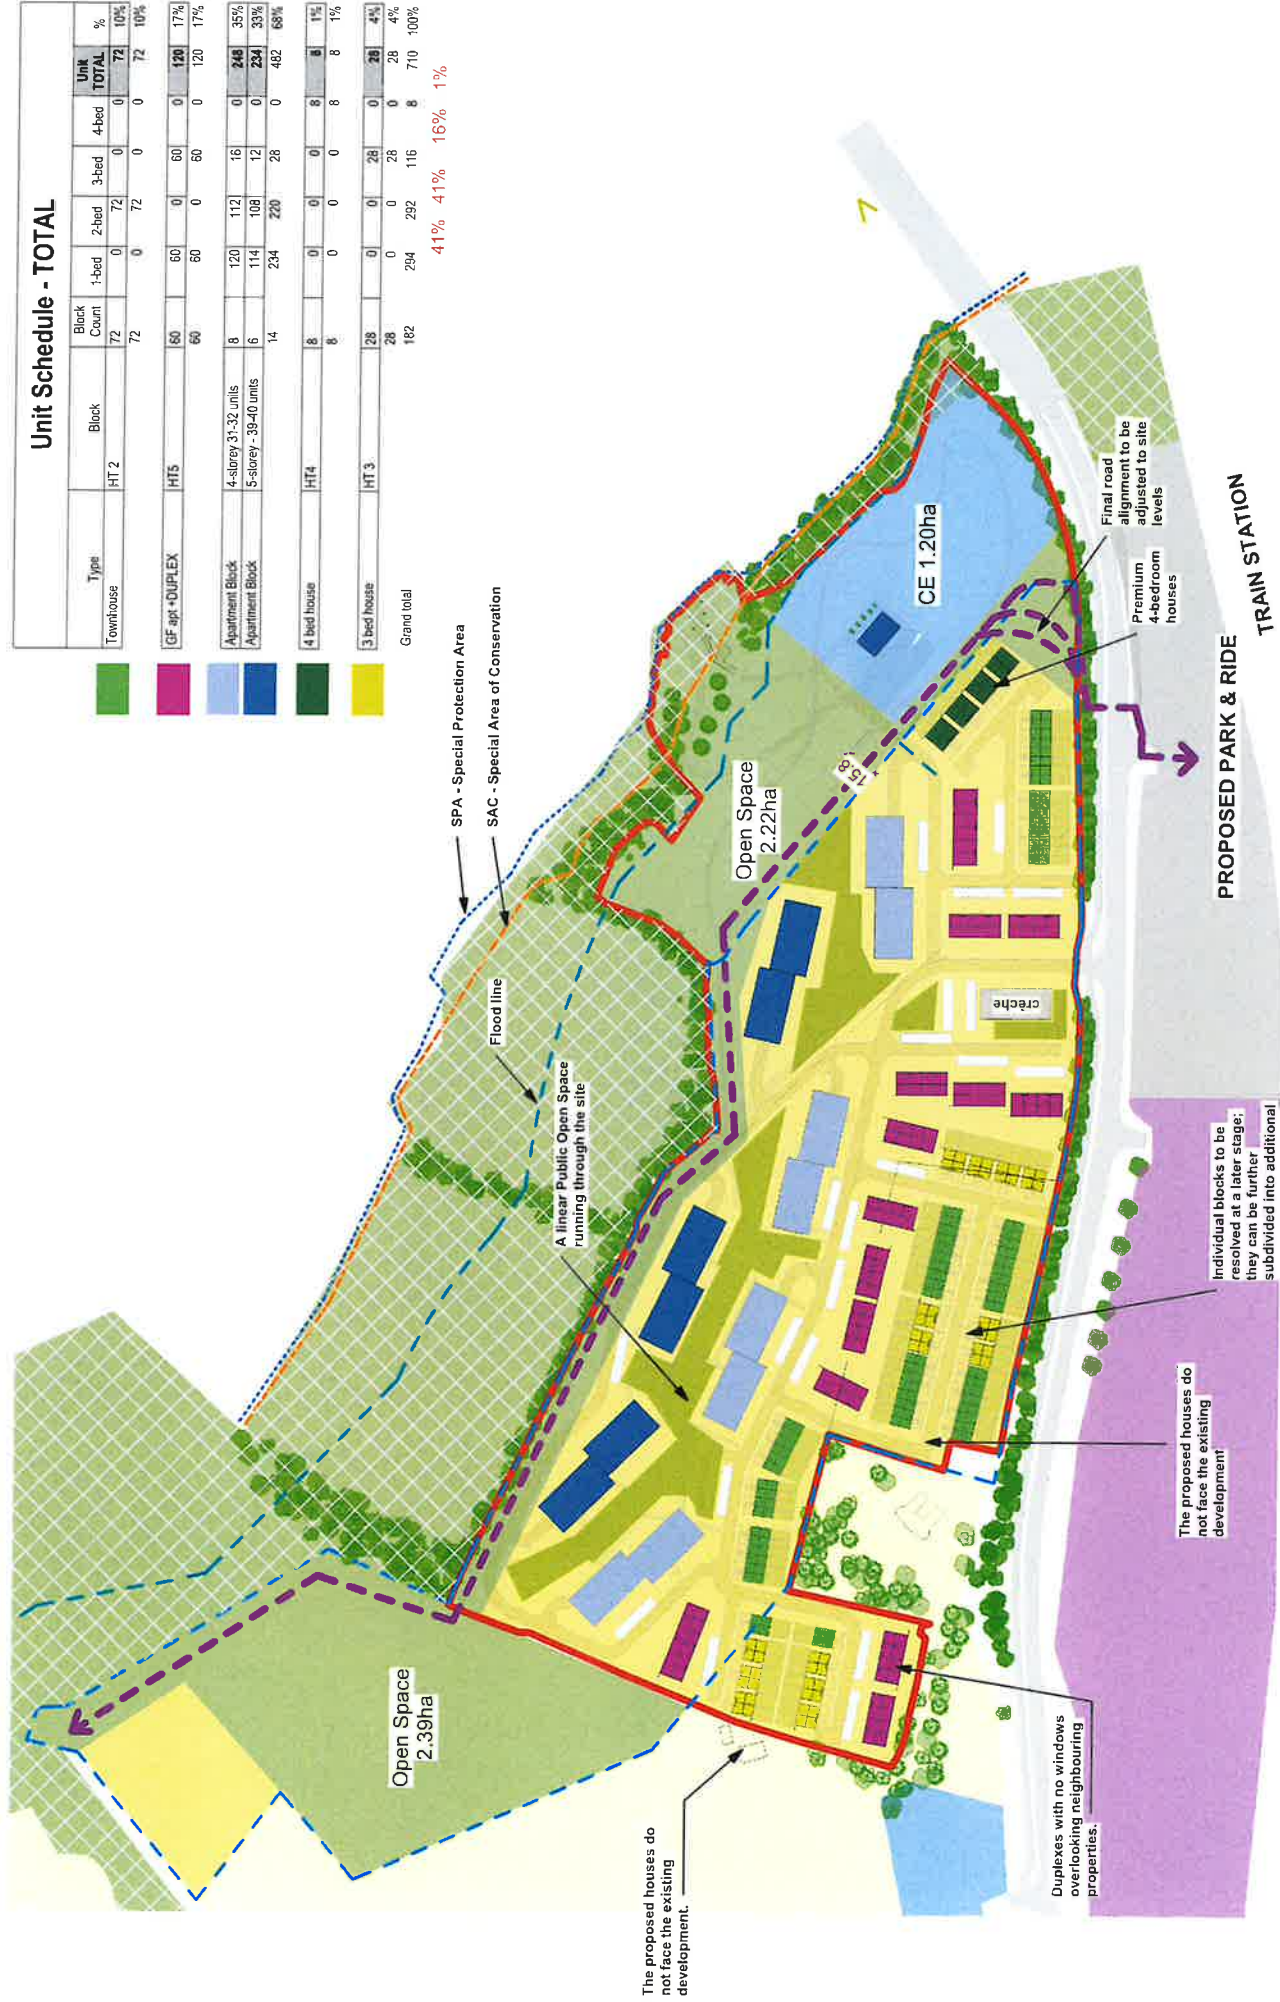 Unit Schedule - TOTAL
Type Block Block Count 1-bed 2-bed 3-bed 4-bed Unit TOTAL %
Townhouse HT 2 72 0 72 0 0 72 10%
72 0 72 0 0 72 10%
GF apt +DUPLEX HT5 60 60 0 60 0 120 17%
60 60 0 60 0 120 17%
Apartment Block 4-storey 31-32 units 8 120 112 16 0 248 35%
Apartment Block 5-storey - 39-40 units 6 114 108 12 0 234 33%
14 234 220 28 0 482 68%
4 bed house HT4 8 0 0 0 8 8 1%
8 0 0 0 8 8 1%
3 bed house HT 3 28 0 0 28 0 28 4%
28 0 0 28 0 28 4%
Grand total 182 294 292 116 8 710 100%
41% 41% 16% 1%
SPA - Special Protection Area
SAC - Special Area of Conservation
Flood line
A linear Public Open Space
running through the site
Open Space
2.22ha
15.8
CE 1.20ha
Final road
alignment to be
adjusted to site
levels
Premium
4-bedroom
houses
TRAIN STATION
PROPOSED PARK & RIDE
crèche
Individual blocks to be
resolved at a later stage;
they can be further
subdivided into additional
The proposed houses do
not face the existing
development
Open Space
2.39ha
Duplexes with no windows
overlooking neighbouring
properties.
The proposed houses do
not face the existing
development.